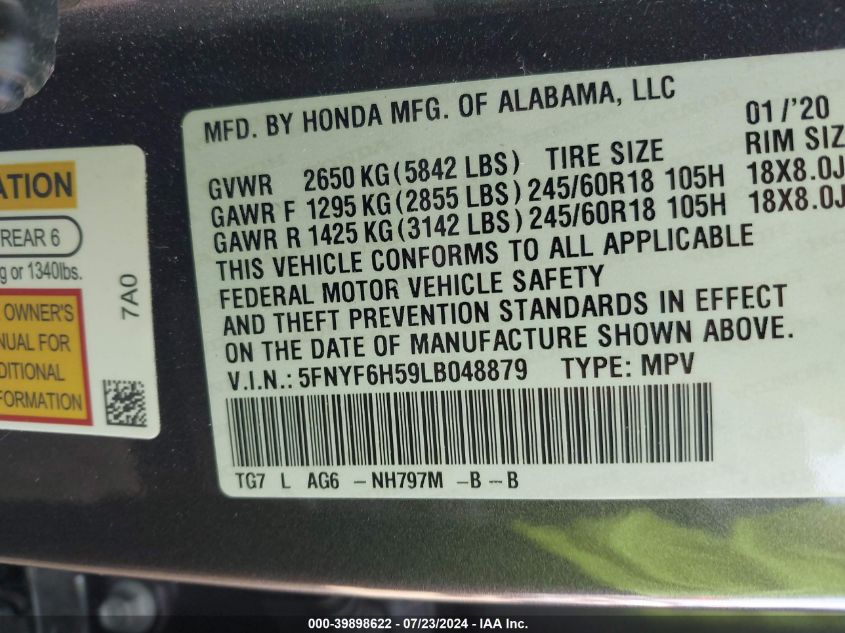 MFD. BY HONDA MFG. OF ALABAMA, LLC 01/'20
GVWR 2650 KG (5842 LBS) TIRE SIZE RIM SIZ
GAWR F 1295 KG (2855 LBS) 245/60R18 105H 18X8.0J
GAWR R 1425 KG (3142 LBS) 245/60R18 105H 18X8.0J
THIS VEHICLE CONFORMS TO ALL APPLICABLE
FEDERAL MOTOR VEHICLE SAFETY
AND THEFT PREVENTION STANDARDS IN EFFECT
ON THE DATE OF MANUFACTURE SHOWN ABOVE.
V.I.N.: 5FNYF6H59LB048879 TYPE: MPV
TG7 L AG6 - NH797M - B - B
ATION
REAR 6
g or 1340lbs.
OWNER'S
NUAL FOR
DITIONAL
FORMATION
7A0
000-39898622 / 07/23/2024 / IAA Inc.